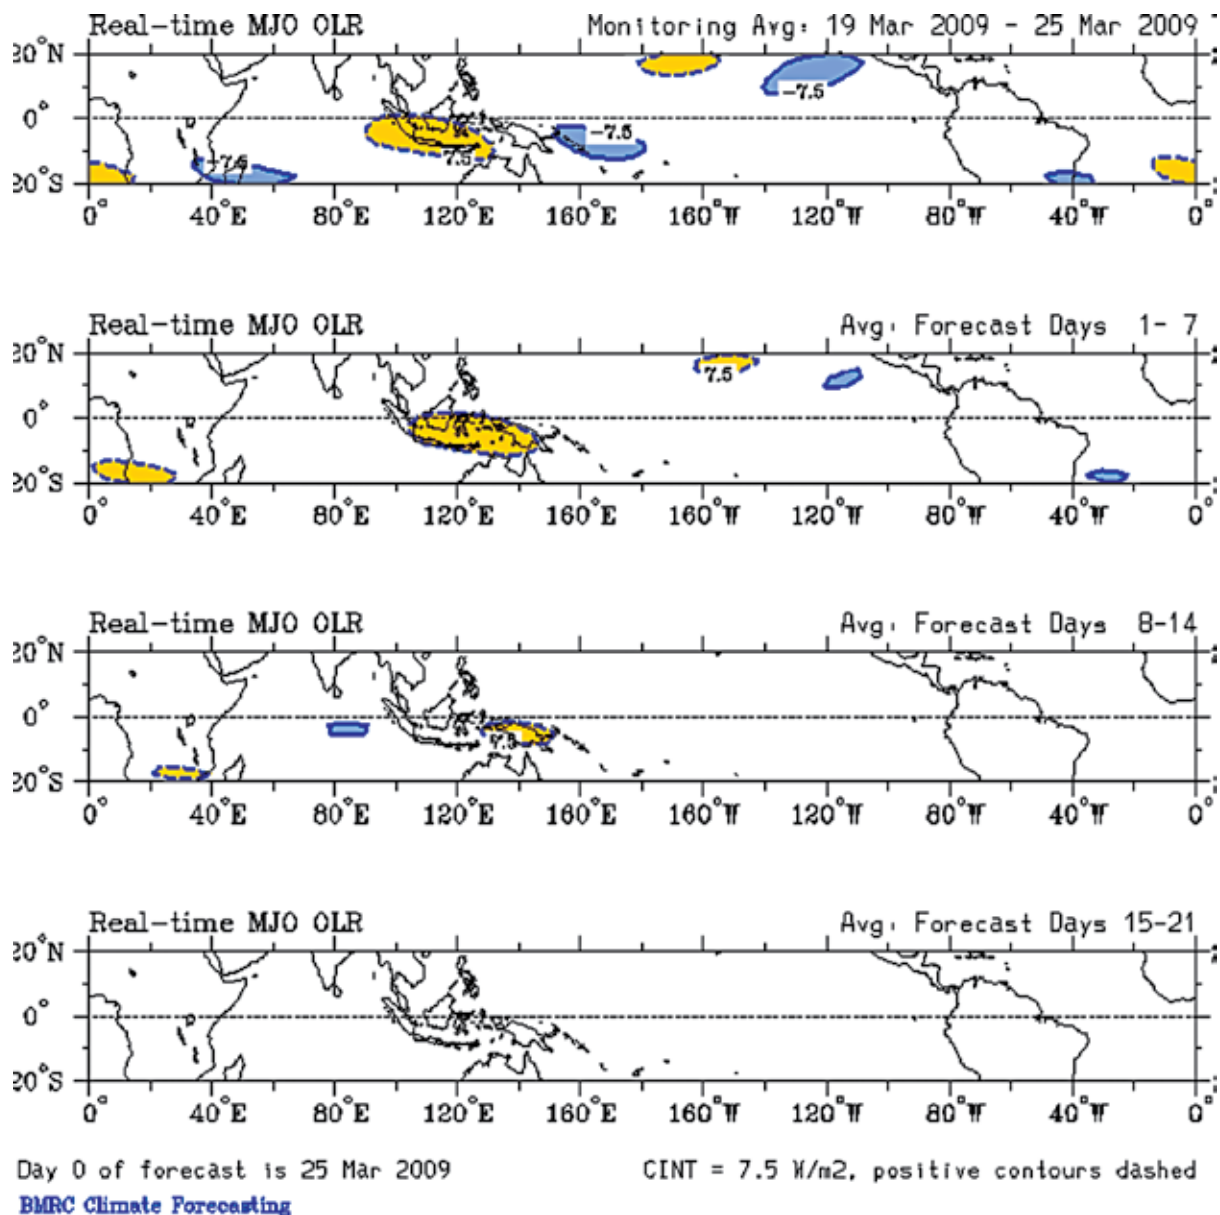 Real-time MJO OLR Monitoring Avg: 19 Mar 2009 - 25 Mar 2009
20°N
-7.5
0°
-7.5
7.5
-7.5
20°S
0° 40°E 80°E 120°E 160°E 160°W 120°W 80°W 40°W 0°
Real-time MJO OLR Avg: Forecast Days 1- 7
20°N
7.5
0°
20°S
0° 40°E 80°E 120°E 160°E 160°W 120°W 80°W 40°W 0°
Real-time MJO OLR Avg: Forecast Days 8-14
20°N
0°
7.5
20°S
0° 40°E 80°E 120°E 160°E 160°W 120°W 80°W 40°W 0°
Real-time MJO OLR Avg: Forecast Days 15-21
20°N
0°
20°S
0° 40°E 80°E 120°E 160°E 160°W 120°W 80°W 40°W 0°
Day 0 of forecast is 25 Mar 2009 CINT = 7.5 W/m2, positive contours dashed
BMRC Climate Forecasting